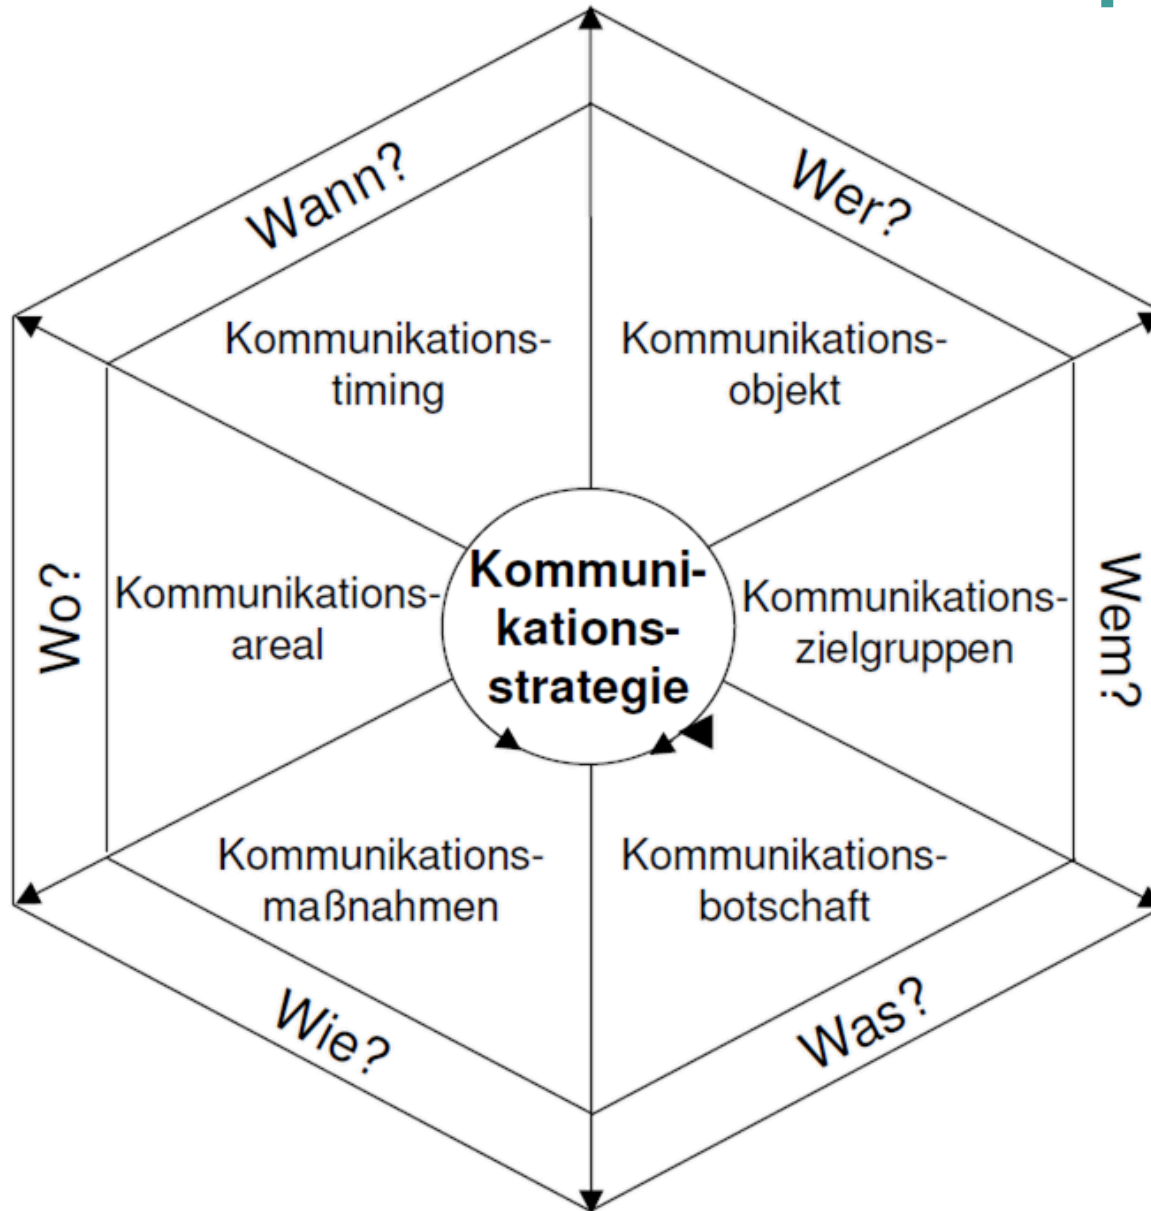 Wann?
Wer?
Kommunikations-
timing
Kommunikations-
objekt
Wo?
Kommunikations-
areal
Kommuni-
kations-
strategie
Kommunikations-
zielgruppen
Wem?
Kommunikations-
maßnahmen
Kommunikations-
botschaft
Wie?
Was?